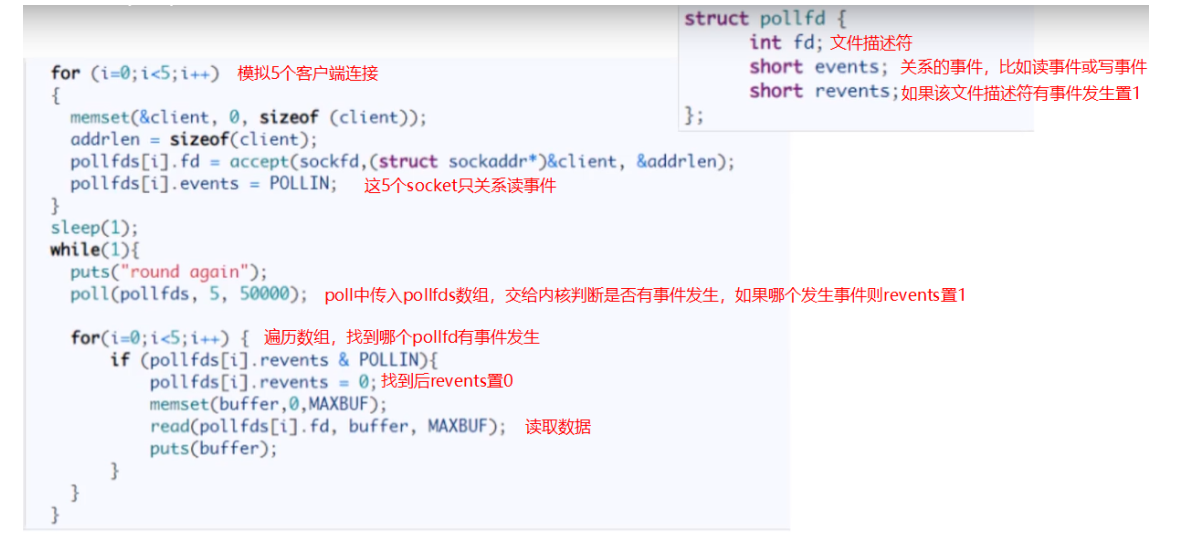 struct pollfd {
int fd; 文件描述符
short events; 关系的事件，比如读事件或写事件
short revents;如果该文件描述符有事件发生置1
};
for (i=0;i<5;i++) 模拟5个客户端连接
{
memset(&client, 0, sizeof (client));
addrlen = sizeof(client);
pollfds[i].fd = accept(sockfd,(struct sockaddr*)&client, &addrlen);
pollfds[i].events = POLLIN; 这5个socket只关系读事件
}
sleep(1);
while(1){
puts("round again");
poll(pollfds, 5, 50000); poll中传入pollfds数组，交给内核判断是否有事件发生，如果哪个发生事件则revents置1
for(i=0;i<5;i++) { 遍历数组，找到哪个pollfd有事件发生
if (pollfds[i].revents & POLLIN){
pollfds[i].revents = 0; 找到后revents置0
memset(buffer,0,MAXBUF);
read(pollfds[i].fd, buffer, MAXBUF); 读取数据
puts(buffer);
}
}
}